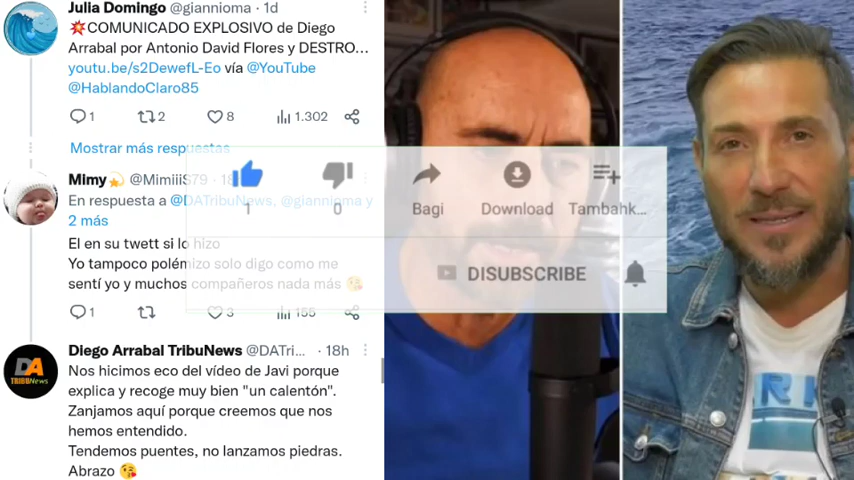 Julia Domingo @giannioma · 1d
💥COMUNICADO EXPLOSIVO de Diego
Arrabal por Antonio David Flores y DESTRO...
youtu.be/s2DewefL-Eo vía @YouTube
@HablandoClaro85
1 2 8 1.302
Mostrar más respuestas
Mimy💫 @MimiiiS79 · 18
En respuesta a @DATribuNews, @giannioma y
2 más
El en su twett si lo hizo
Yo tampoco polémizo solo digo como me
sentí yo y muchos compañeros nada más 😘
1 3 155
Diego Arrabal TribuNews @DATri... · 18h
Nos hicimos eco del vídeo de Javi porque
explica y recoge muy bien "un calentón".
Zanjamos aquí porque creemos que nos
hemos entendido.
Tendemos puentes, no lanzamos piedras.
Abrazo 😘
DA
TRIBUNews
1 0 Bagi Download Tambahk...
DISUBSCRIBE